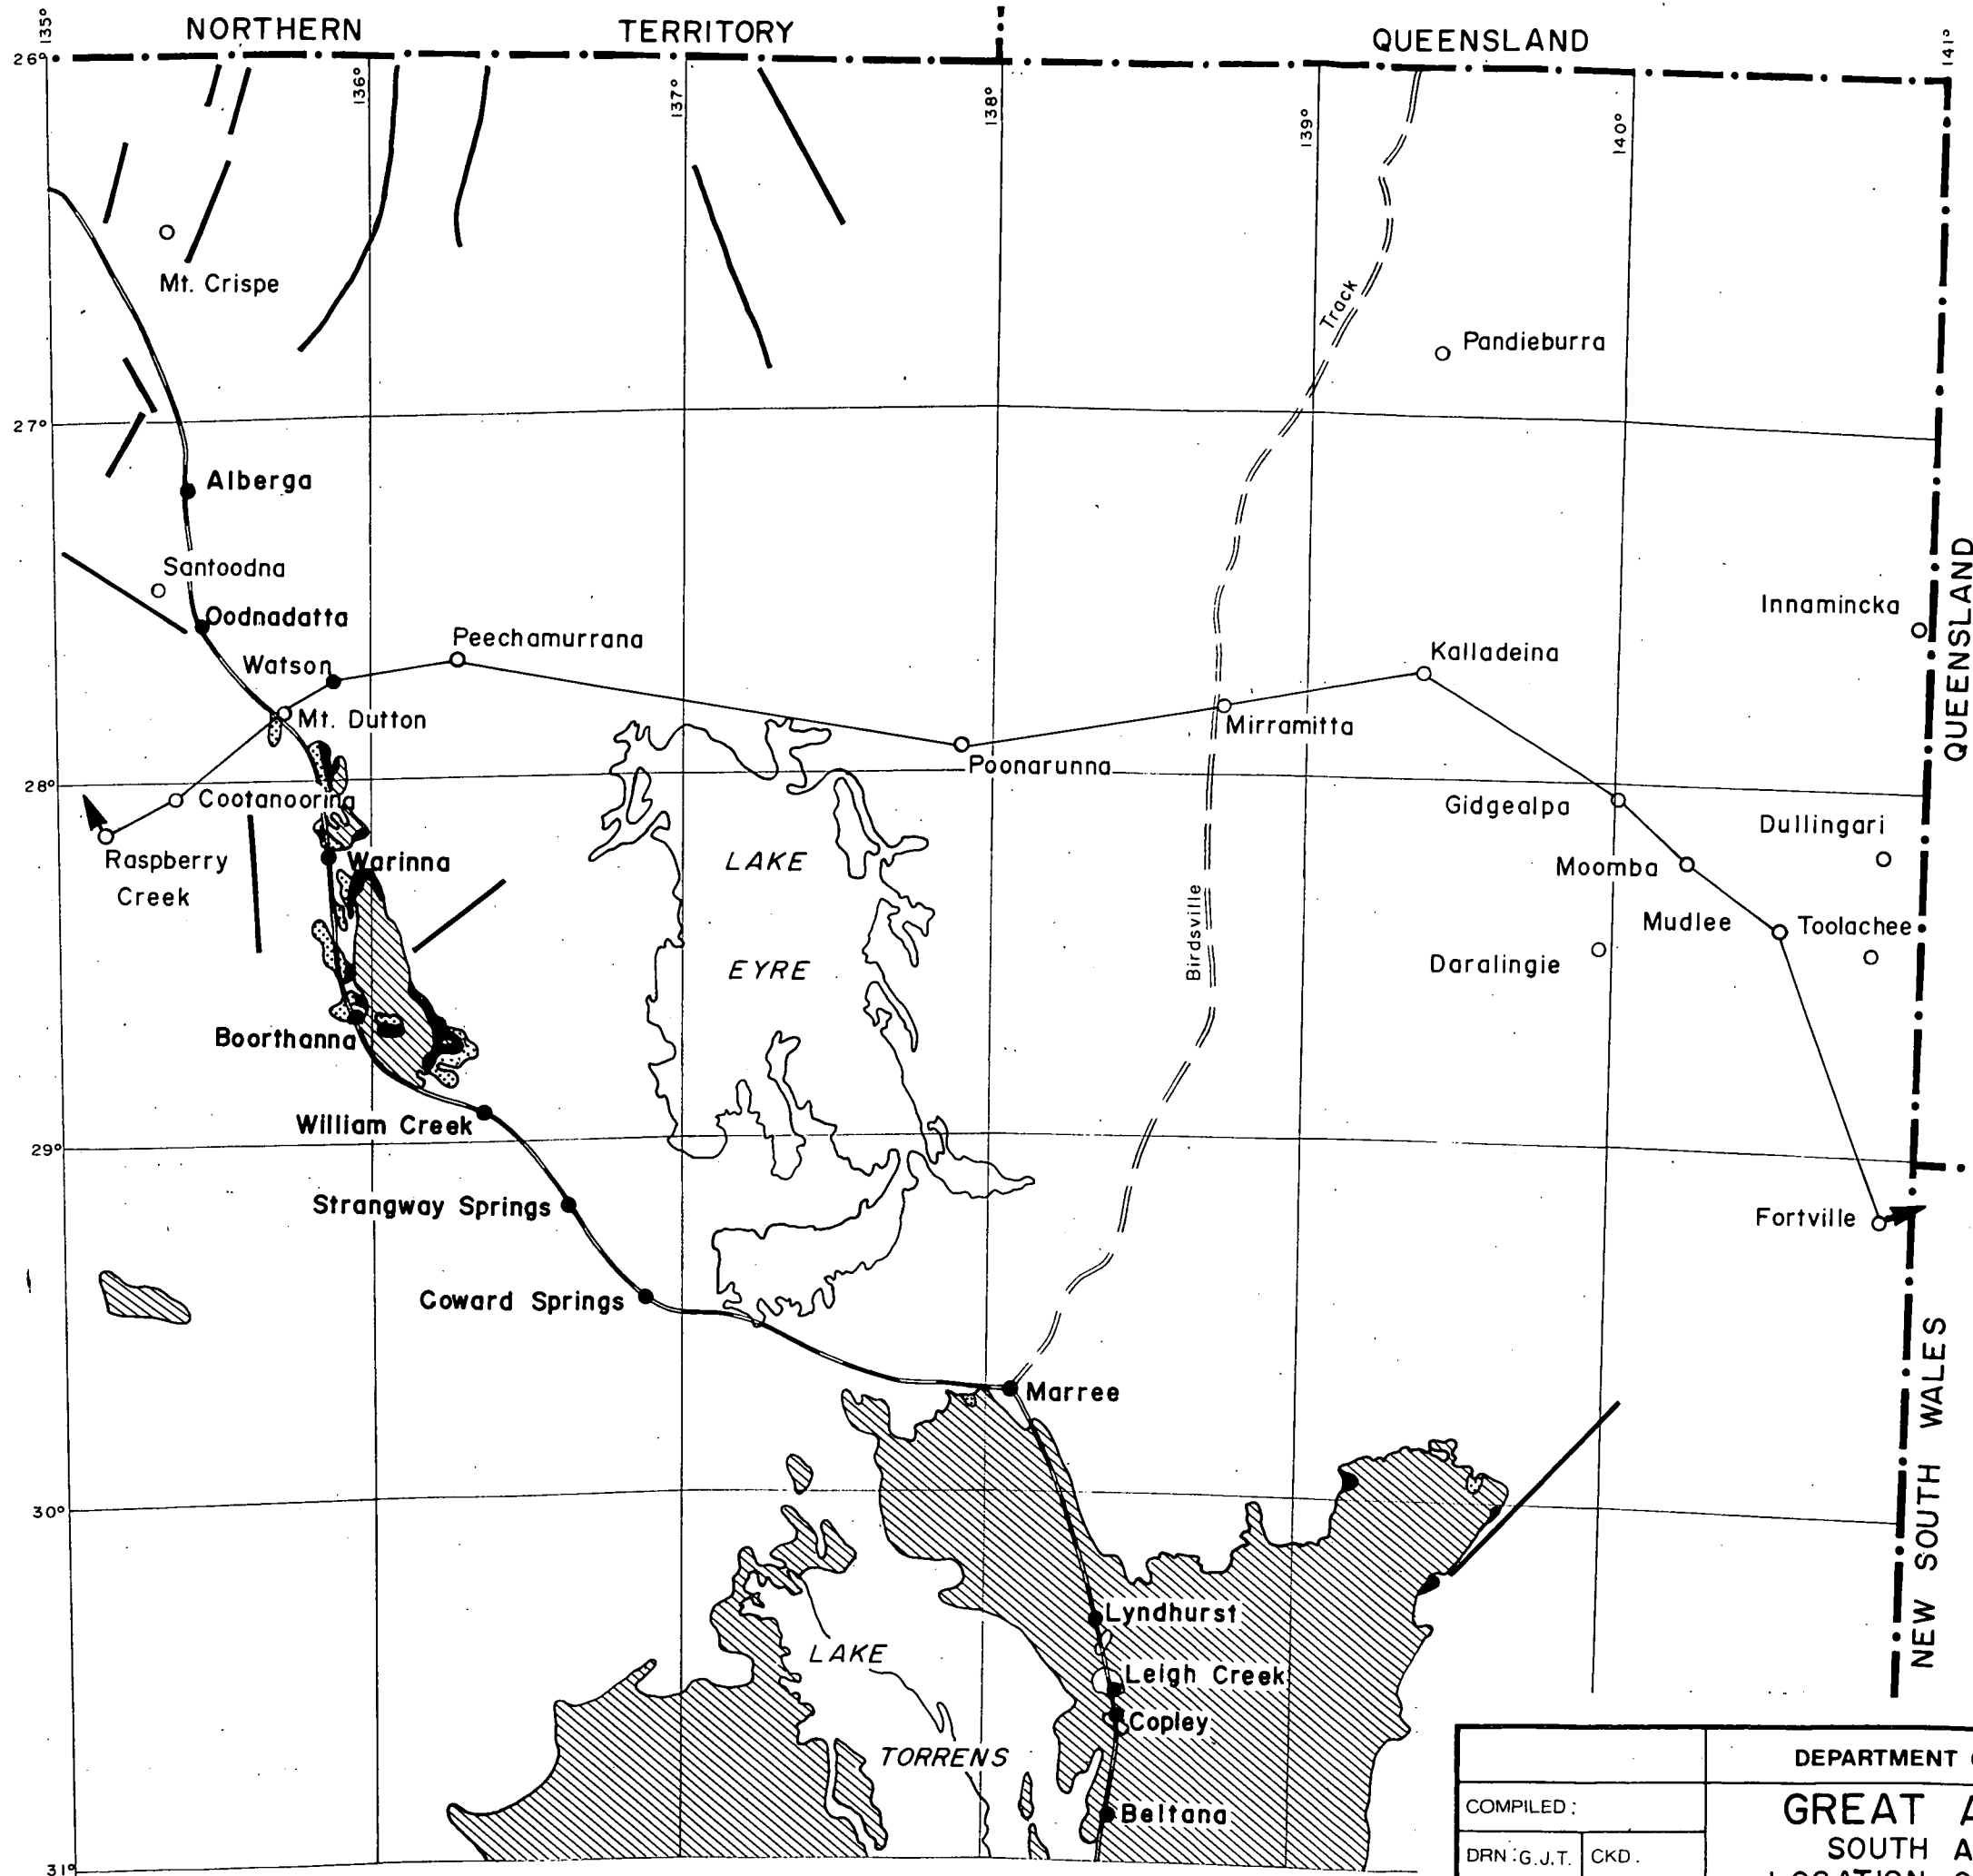 NORTHERN TERRITORY QUEENSLAND
135°
136°
137°
138°
139°
140°
141°
26°
Mt. Crispe
Track
Pandieburra
27°
Alberga
Santoodna
Oodnadatta
Innamincka
QUEENSLAND
Peechamurrana
Watson
Kalladeina
Mt. Dutton
Mirramitta
Poonarunna
28°
Cootanoorina
Gidgealpa
Dullingari
Raspberry
Creek
Warinna
LAKE
Moomba
Mudlee
Toolachee
EYRE
Birdsville
Daralingie
Boorthanna
William Creek
29°
Strangway Springs
Fortville
Coward Springs
Marree
NEW SOUTH WALES
30°
Lyndhurst
LAKE
Leigh Creek
Copley
TORRENS
Beltana
31°
DEPARTMENT
COMPILED:
GREAT A
DRN: G.J.T. CKD.
SOUTH A